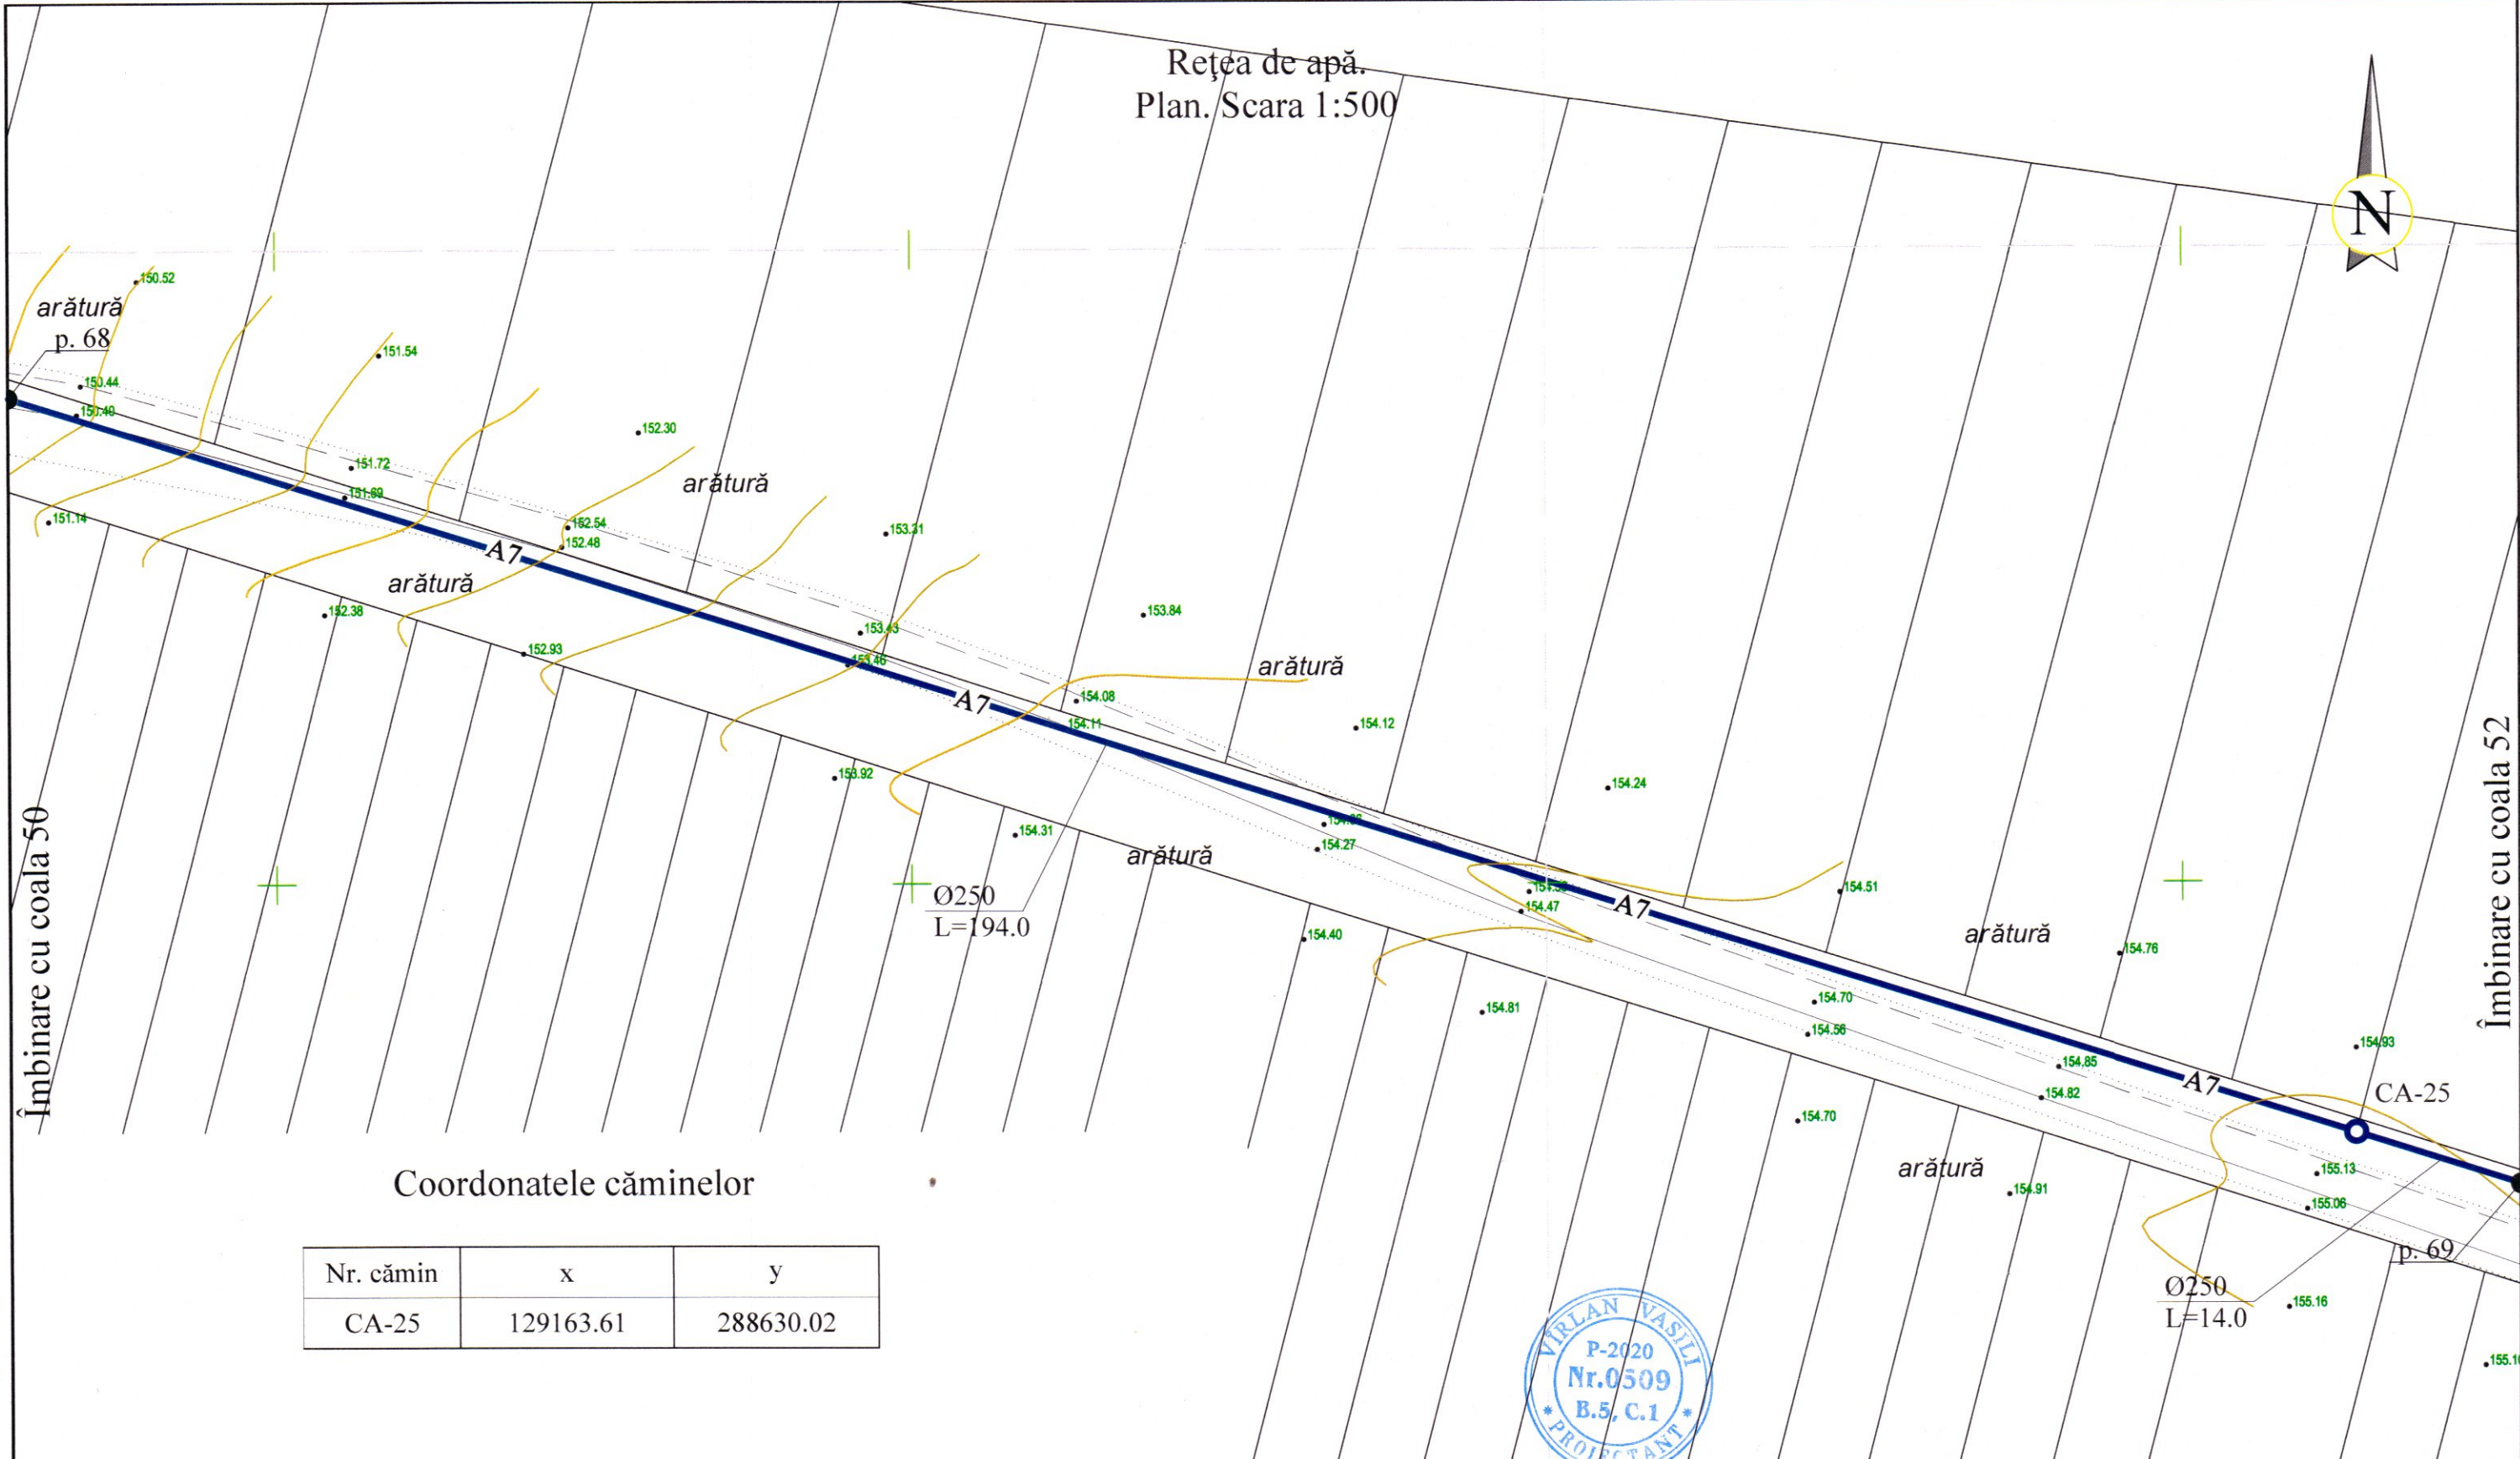 Reţea de apă.
Plan. Scara 1:500
N
150.52
arătură
p. 68
151.54
150.44
150.40
152.30
151.72
arătură
151.69
151.14
152.54
153.31
152.48
A7
arătură
152.38
153.84
153.43
152.93
153.46
arătură
A7
154.08
154.11
154.12
153.92
154.24
154.31
154.27
arătură
154.51
Ø250
L=194.0
154.47
A7
154.40
arătură
154.76
154.70
154.81
154.56
154.93
154.85
A7
CA-25
154.82
154.70
arătură
155.13
154.91
155.06
p. 69
Ø250
L=14.0
155.16
Îmbinare cu coala 50
Îmbinare cu coala 52
Coordonatele căminelor
Nr. cămin x y
CA-25 129163.61 288630.02
VÎRLAN VASILI
P-2020
Nr.0509
B.5, C.1
PROIECTANT